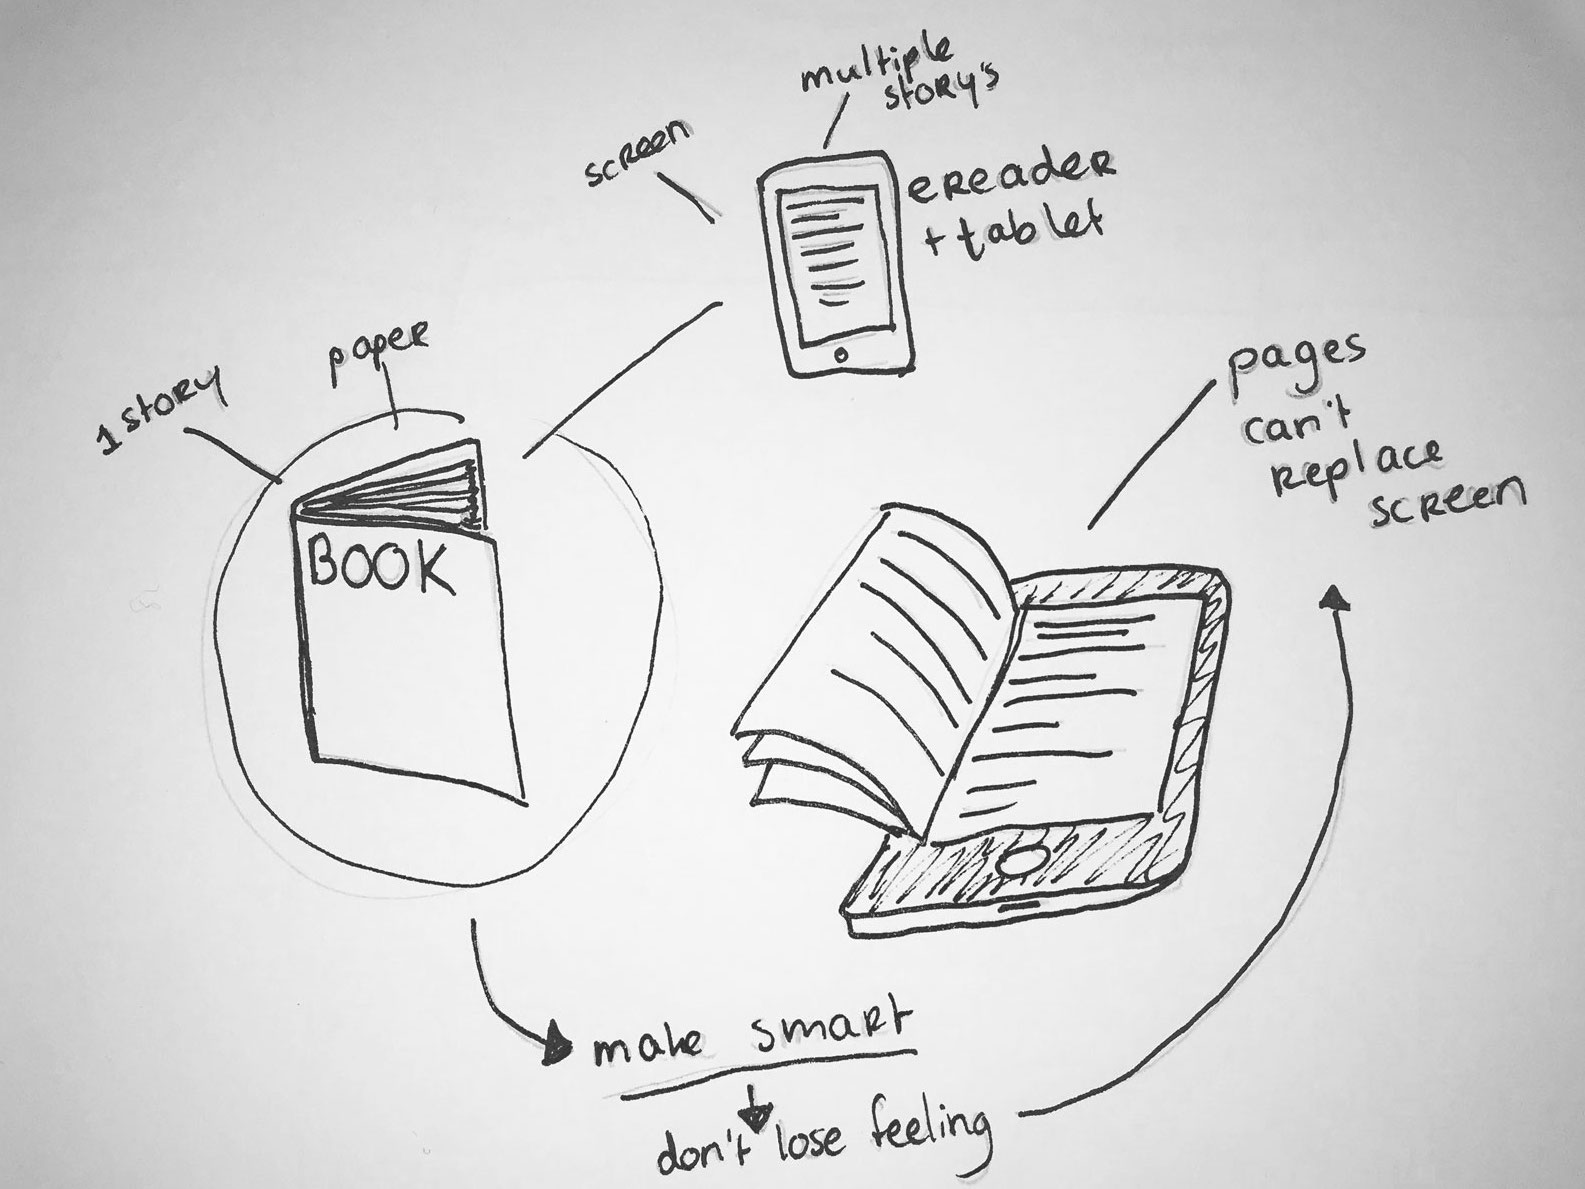 multiple
story's
screen
ereader
+ tablet
paper
1 story
BOOK
pages
can't
replace
screen
make smart
don't lose feeling